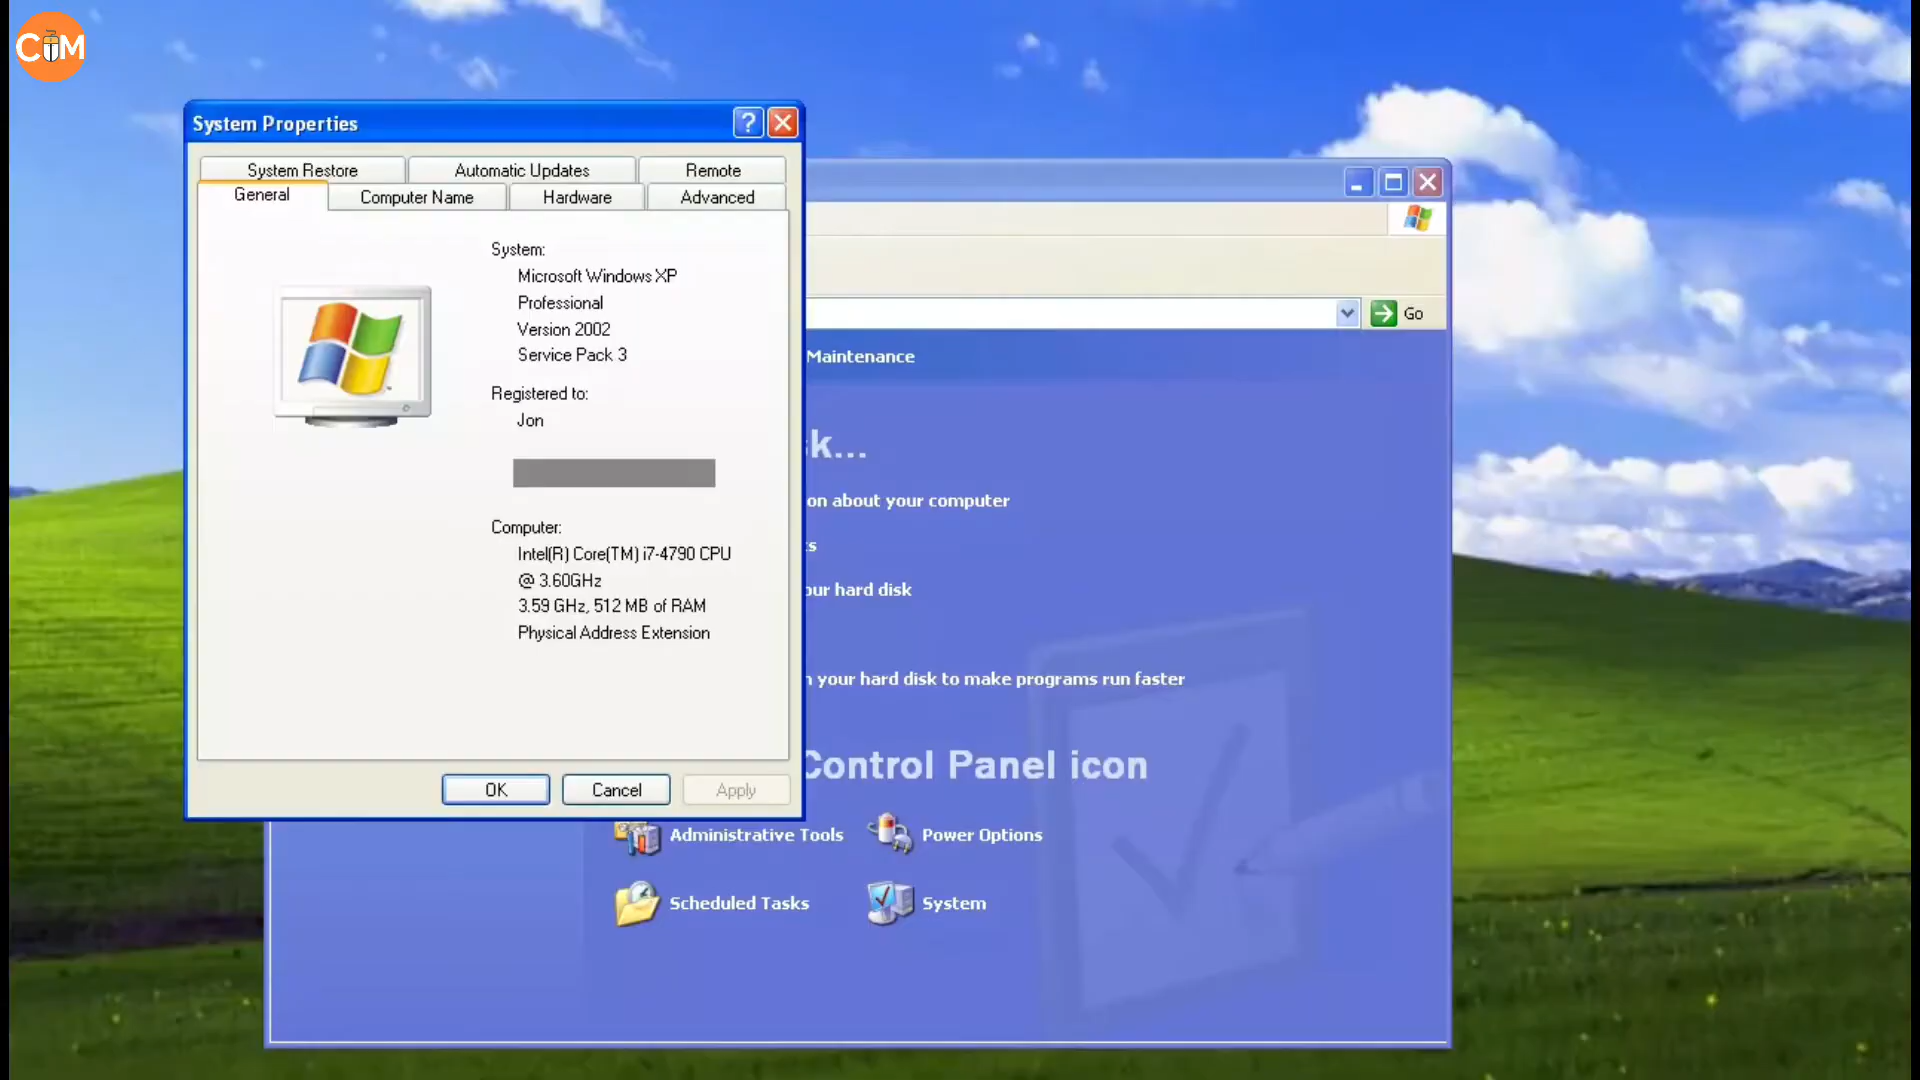 CM
System Properties
System Restore
Automatic Updates
Remote
General
Computer Name
Hardware
Advanced
System:
Microsoft Windows XP
Professional
Version 2002
Service Pack 3
Registered to:
Jon
Computer:
Intel(R) Core(TM) i7-4790 CPU
@ 3.60GHz
3.59 GHz, 512 MB of RAM
Physical Address Extension
OK
Cancel
Apply
Go
Maintenance
k...
on about your computer
ts
our hard disk
your hard disk to make programs run faster
Control Panel icon
Administrative Tools
Power Options
Scheduled Tasks
System